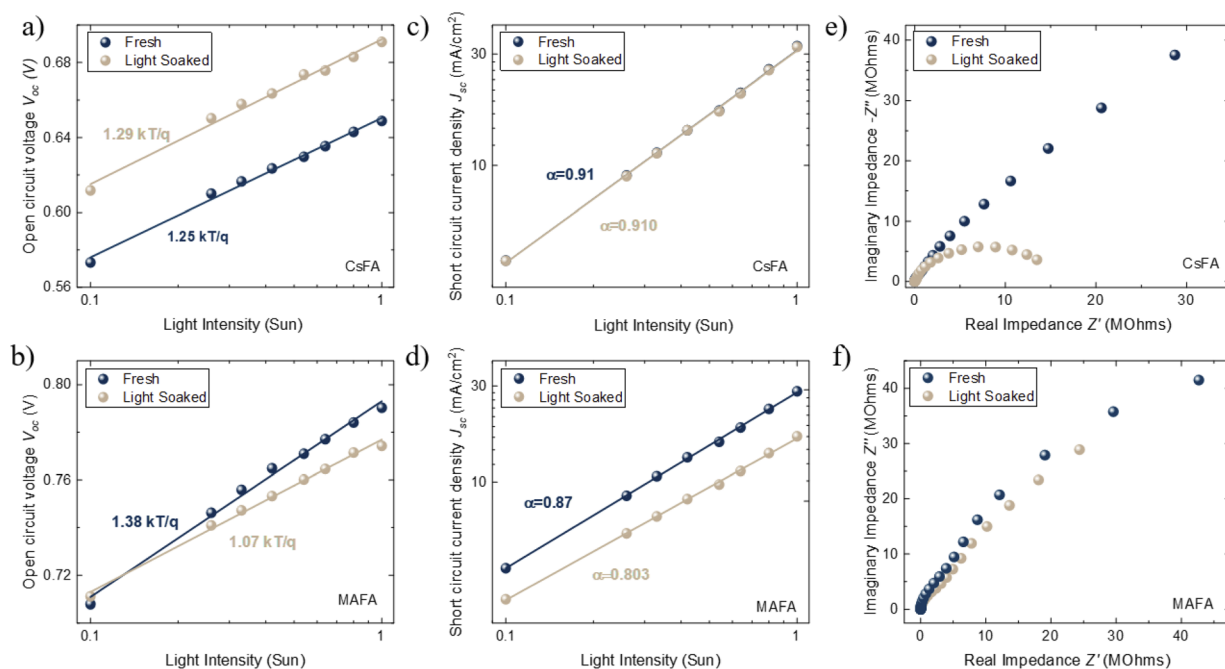 a)
Open circuit voltage Voc (V)
0.68
0.64
0.60
0.56
Fresh
Light Soaked
1.29 kT/q
1.25 kT/q
CsFA
0.1
1
Light Intensity (Sun)
c)
Short circuit current density Jsc (mA/cm²)
30
10
Fresh
Light Soaked
α=0.91
α=0.910
CsFA
0.1
1
Light Intensity (Sun)
e)
Imaginary Impedance -Z'' (MOhms)
40
30
20
10
0
Fresh
Light Soaked
CsFA
0
10
20
30
Real Impedance Z' (MOhms)
b)
Open circuit voltage Voc (V)
0.80
0.76
0.72
Fresh
Light Soaked
1.38 kT/q
1.07 kT/q
MAFA
0.1
1
Light Intensity (Sun)
d)
Short circuit current density Jsc (mA/cm²)
30
10
Fresh
Light Soaked
α=0.87
α=0.803
MAFA
0.1
1
Light Intensity (Sun)
f)
Imaginary Impedance Z'' (MOhms)
40
30
20
10
0
Fresh
Light Soaked
MAFA
0
10
20
30
40
Real Impedance Z' (MOhms)